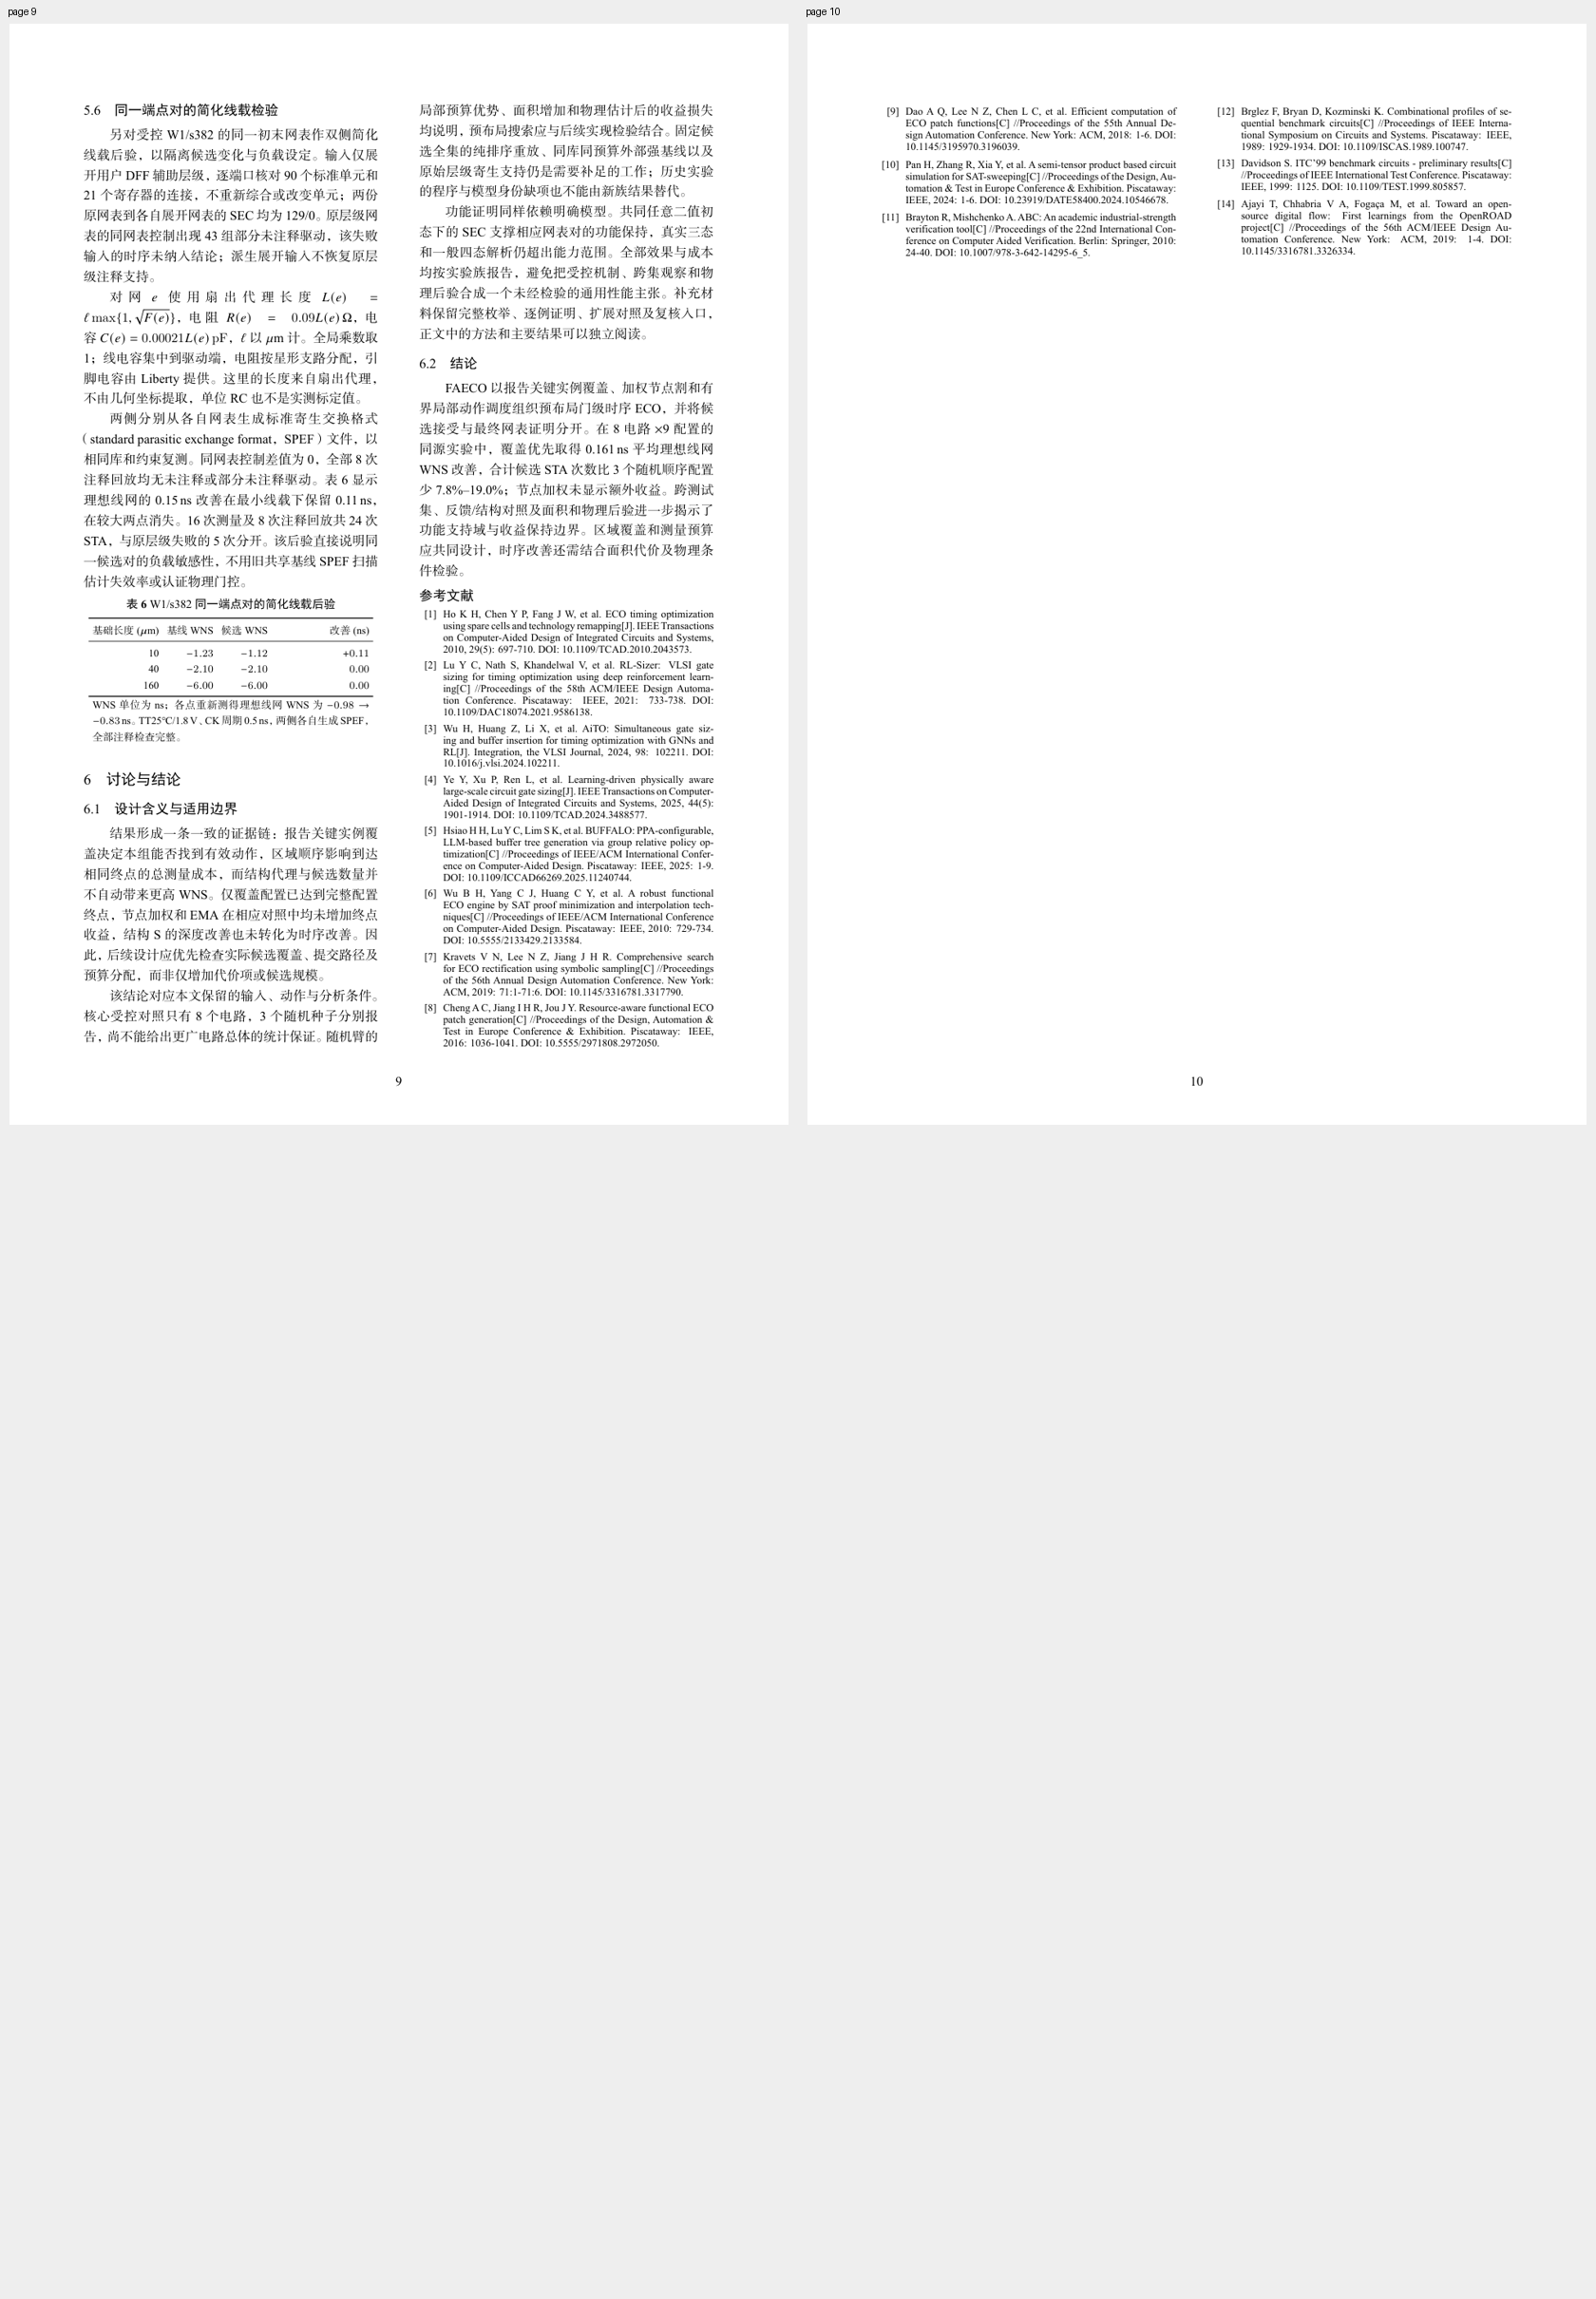 page 9
5.6 同一端点对的简化线载检验
另对受控 W1/s382 的同一初末网表作双侧简化
线载后验，以隔离候选变化与负载设定。输入仅展
开用户 DFF 辅助层级，逐端口核对 90 个标准单元和
21 个寄存器的连接，不重新综合或改变单元；两份
原网表到各自展开网表的 SEC 均为 129/0。原层级网
表的同网表控制出现 43 组部分未注释驱动，该失败
输入的时序未纳入结论；派生展开输入不恢复原层
级注释支持。
对网 e 使用扇出代理长度 L(e) =
ℓ max{1, √F(e)}，电阻 R(e) = 0.09L(e) Ω，电
容 C(e) = 0.00021L(e) pF，ℓ 以 μm 计。全局乘数取
1；线电容集中到驱动端，电阻按星形支路分配，引
脚电容由 Liberty 提供。这里的长度来自扇出代理，
不由几何坐标提取，单位 RC 也不是实测标定值。
两侧分别从各自网表生成标准寄生交换格式
（standard parasitic exchange format，SPEF）文件，以
相同库和约束复测。同网表控制差值为 0，全部 8 次
注释回放均无未注释或部分未注释驱动。表 6 显示
理想线网的 0.15 ns 改善在最小线载下保留 0.11 ns，
在较大两点消失。16 次测量及 8 次注释回放共 24 次
STA，与原层级失败的 5 次分开。该后验直接说明同
一候选对的负载敏感性，不用旧共享基线 SPEF 扫描
估计失效率或认证物理门控。
表 6 W1/s382 同一端点对的简化线载后验
基础长度 (μm) 基线 WNS 候选 WNS 改善 (ns)
10 −1.23 −1.12 +0.11
40 −2.10 −2.10 0.00
160 −6.00 −6.00 0.00
WNS 单位为 ns；各点重新测得理想线网 WNS 为 −0.98 →
−0.83 ns。TT25℃/1.8 V、CK 周期 0.5 ns，两侧各自生成 SPEF，
全部注释检查完整。
6 讨论与结论
6.1 设计含义与适用边界
结果形成一条一致的证据链：报告关键实例覆
盖决定本组能否找到有效动作，区域顺序影响到达
相同终点的总测量成本，而结构代理与候选数量并
不自动带来更高 WNS。仅覆盖配置已达到完整配置
终点，节点加权和 EMA 在相应对照中均未增加终点
收益，结构 S 的深度改善也未转化为时序改善。因
此，后续设计应优先检查实际候选覆盖、提交路径及
预算分配，而非仅增加代价项或候选规模。
该结论对应本文保留的输入、动作与分析条件。
核心受控对照只有 8 个电路，3 个随机种子分别报
告，尚不能给出更广电路总体的统计保证。随机臂的
局部预算优势、面积增加和物理估计后的收益损失
均说明，预布局搜索应与后续实现检验结合。固定候
选全集的纯排序重放、同库同预算外部强基线以及
原始层级寄生支持仍是需要补足的工作；历史实验
的程序与模型身份缺项也不能由新族结果替代。
功能证明同样依赖明确模型。共同任意二值初
态下的 SEC 支撑相应网表对的功能保持，真实三态
和一般四态解析仍超出能力范围。全部效果与成本
均按实验族报告，避免把受控机制、跨集观察和物
理后验合成一个未经检验的通用性能主张。补充材
料保留完整枚举、逐例证明、扩展对照及复核入口，
正文中的方法和主要结果可以独立阅读。
6.2 结论
FAECO 以报告关键实例覆盖、加权节点割和有
界局部动作调度组织预布局门级时序 ECO，并将候
选接受与最终网表证明分开。在 8 电路 ×9 配置的
同源实验中，覆盖优先取得 0.161 ns 平均理想线网
WNS 改善，合计候选 STA 次数比 3 个随机顺序配置
少 7.8%–19.0%；节点加权未显示额外收益。跨测试
集、反馈/结构对照及面积和物理后验进一步揭示了
功能支持域与收益保持边界。区域覆盖和测量预算
应共同设计，时序改善还需结合面积代价及物理条
件检验。
参考文献
[1] Ho K H, Chen Y P, Fang J W, et al. ECO timing optimization
using spare cells and technology remapping[J]. IEEE Transactions
on Computer-Aided Design of Integrated Circuits and Systems,
2010, 29(5): 697-710. DOI: 10.1109/TCAD.2010.2043573.
[2] Lu Y C, Nath S, Khandelwal V, et al. RL-Sizer: VLSI gate
sizing for timing optimization using deep reinforcement learn-
ing[C] //Proceedings of the 58th ACM/IEEE Design Automa-
tion Conference. Piscataway: IEEE, 2021: 733-738. DOI:
10.1109/DAC18074.2021.9586138.
[3] Wu H, Huang Z, Li X, et al. AiTO: Simultaneous gate siz-
ing and buffer insertion for timing optimization with GNNs and
RL[J]. Integration, the VLSI Journal, 2024, 98: 102211. DOI:
10.1016/j.vlsi.2024.102211.
[4] Ye Y, Xu P, Ren L, et al. Learning-driven physically aware
large-scale circuit gate sizing[J]. IEEE Transactions on Computer-
Aided Design of Integrated Circuits and Systems, 2025, 44(5):
1901-1914. DOI: 10.1109/TCAD.2024.3488577.
[5] Hsiao H H, Lu Y C, Lim S K, et al. BUFFALO: PPA-configurable,
LLM-based buffer tree generation via group relative policy op-
timization[C] //Proceedings of IEEE/ACM International Confer-
ence on Computer-Aided Design. Piscataway: IEEE, 2025: 1-9.
DOI: 10.1109/ICCAD66269.2025.11240744.
[6] Wu B H, Yang C J, Huang C Y, et al. A robust functional
ECO engine by SAT proof minimization and interpolation tech-
niques[C] //Proceedings of IEEE/ACM International Conference
on Computer-Aided Design. Piscataway: IEEE, 2010: 729-734.
DOI: 10.5555/2133429.2133584.
[7] Kravets V N, Lee N Z, Jiang J H R. Comprehensive search
for ECO rectification using symbolic sampling[C] //Proceedings
of the 56th Annual Design Automation Conference. New York:
ACM, 2019: 71:1-71:6. DOI: 10.1145/3316781.3317790.
[8] Cheng A C, Jiang I H R, Jou J Y. Resource-aware functional ECO
patch generation[C] //Proceedings of the Design, Automation &
Test in Europe Conference & Exhibition. Piscataway: IEEE,
2016: 1036-1041. DOI: 10.5555/2971808.2972050.
9
page 10
[9] Dao A Q, Lee N Z, Chen L C, et al. Efficient computation of
ECO patch functions[C] //Proceedings of the 55th Annual De-
sign Automation Conference. New York: ACM, 2018: 1-6. DOI:
10.1145/3195970.3196039.
[10] Pan H, Zhang R, Xia Y, et al. A semi-tensor product based circuit
simulation for SAT-sweeping[C] //Proceedings of the Design, Au-
tomation & Test in Europe Conference & Exhibition. Piscataway:
IEEE, 2024: 1-6. DOI: 10.23919/DATE58400.2024.10546678.
[11] Brayton R, Mishchenko A. ABC: An academic industrial-strength
verification tool[C] //Proceedings of the 22nd International Con-
ference on Computer Aided Verification. Berlin: Springer, 2010:
24-40. DOI: 10.1007/978-3-642-14295-6_5.
[12] Brglez F, Bryan D, Kozminski K. Combinational profiles of se-
quential benchmark circuits[C] //Proceedings of IEEE Interna-
tional Symposium on Circuits and Systems. Piscataway: IEEE,
1989: 1929-1934. DOI: 10.1109/ISCAS.1989.100747.
[13] Davidson S. ITC'99 benchmark circuits - preliminary results[C]
//Proceedings of IEEE International Test Conference. Piscataway:
IEEE, 1999: 1125. DOI: 10.1109/TEST.1999.805857.
[14] Ajayi T, Chhabria V A, Fogaça M, et al. Toward an open-
source digital flow: First learnings from the OpenROAD
project[C] //Proceedings of the 56th ACM/IEEE Design Au-
tomation Conference. New York: ACM, 2019: 1-4. DOI:
10.1145/3316781.3326334.
10